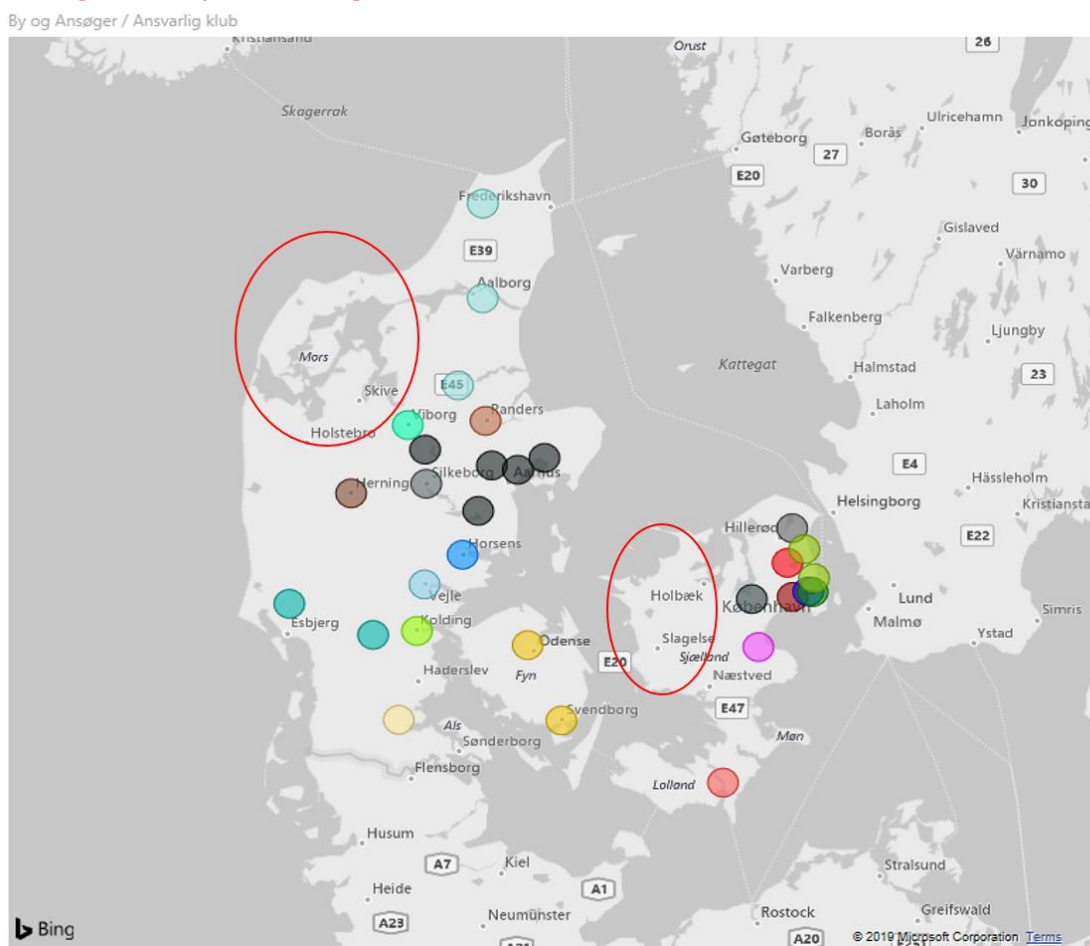 By og Ansøger / Ansvarlig klub
Kristiansand
Orust
26
Skagerrak
Ulricehamn
Jonkoping
Gøteborg
Borås
27
E20
30
Frederikshavn
Gislaved
E39
Värnamo
Varberg
Aalborg
Falkenberg
Ljungby
Mors
Kattegat
Halmstad
23
E45
Skive
Laholm
Viborg
Randers
Holstebro
E4
Silkeborg
Aarhus
Hässleholm
Herning
Helsingborg
Kristiansta
Hillerød
E22
Horsens
Holbæk
København
Lund
Vejle
Simris
Esbjerg
Kolding
Malmø
Ystad
Odense
Slagelse
Sjælland
E20
Haderslev
Fyn
Næstved
Svendborg
E47
Als
Møn
Sønderborg
Flensborg
Lolland
Husum
A7
Kiel
Stralsund
Heide
A1
Greifswald
A23
Neumünster
Rostock
Bing
A20
© 2019 Microsoft Corporation Terms